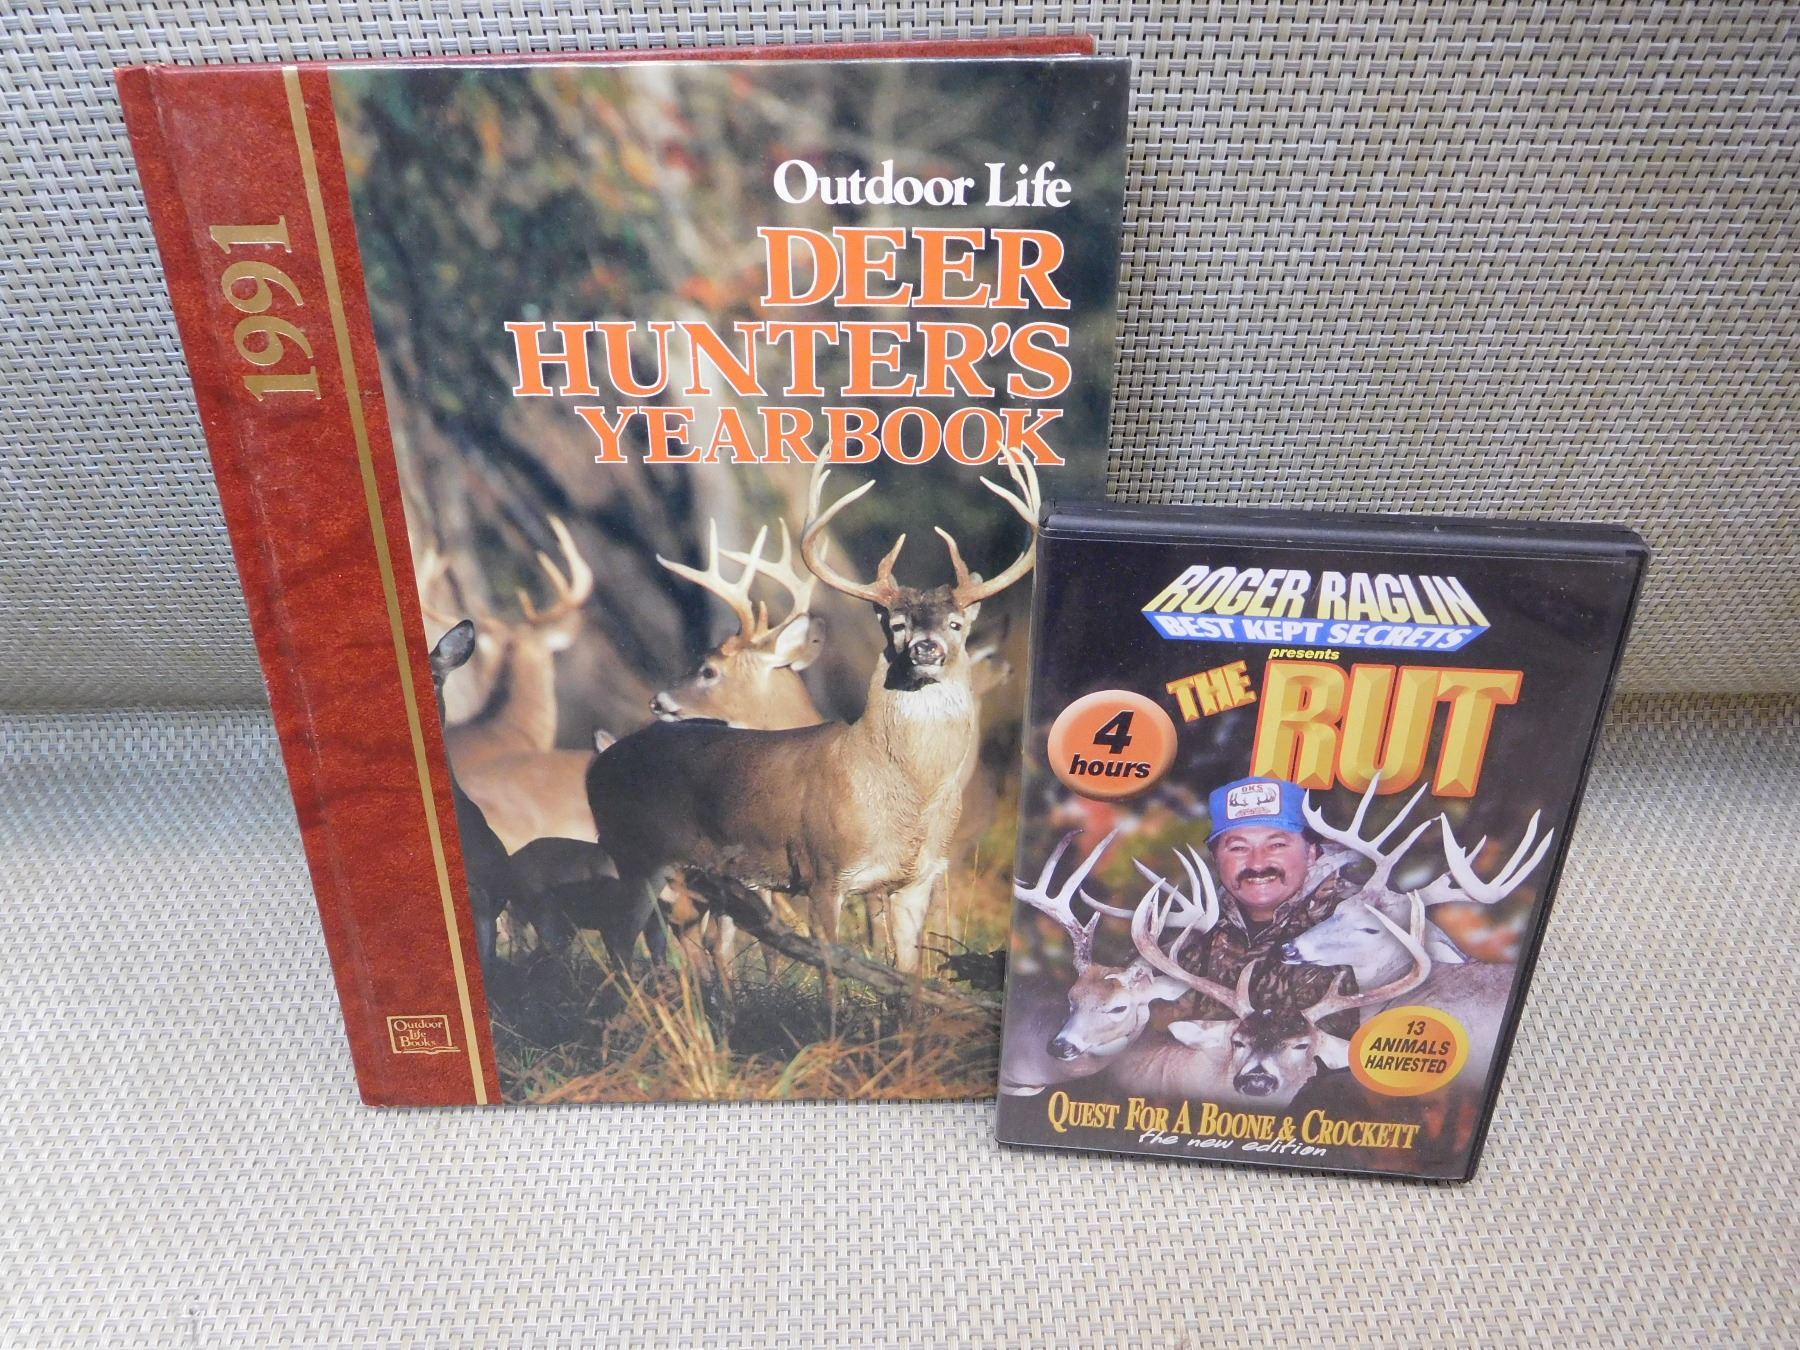 1991
Outdoor Life
DEER
HUNTER'S
YEARBOOK
Outdoor
Life
Books
ROGER RAGLIN
BEST KEPT SECRETS
presents
THE RUT
4
hours
OKS
13
ANIMALS
HARVESTED
QUEST FOR A BOONE & CROCKETT
the new edition